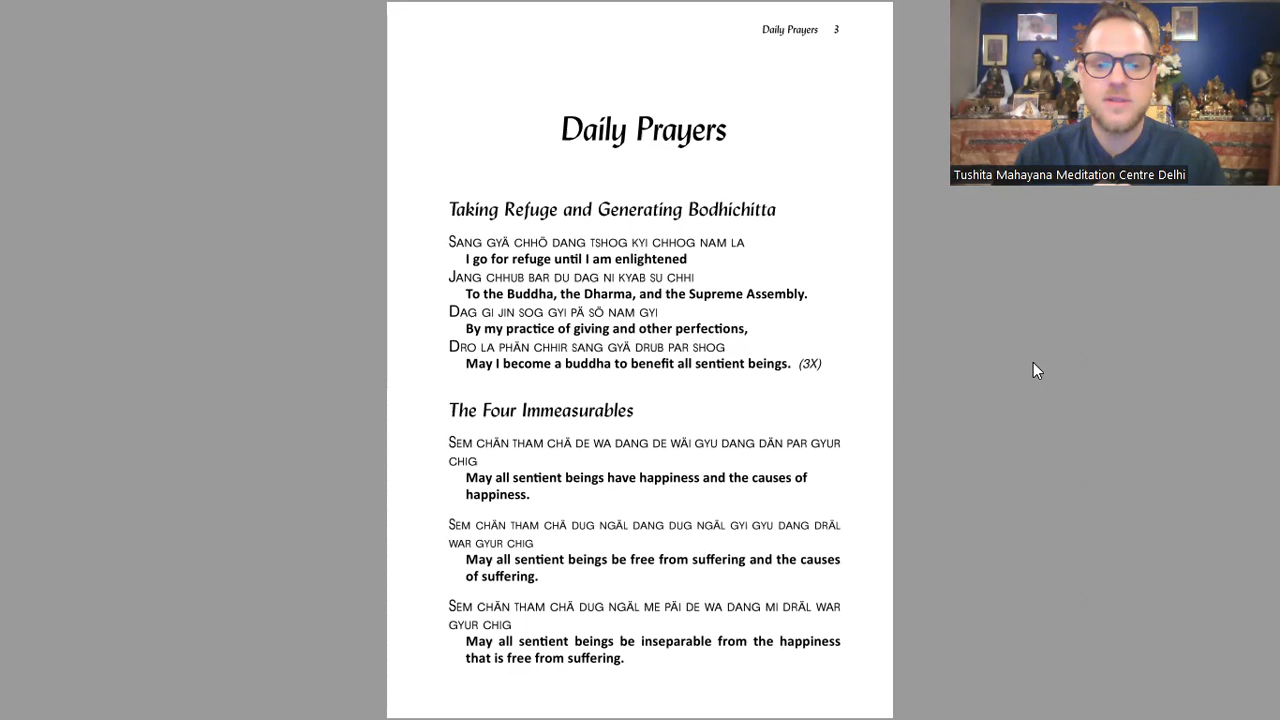 Daily Prayers 3
Daily Prayers
Taking Refuge and Generating Bodhichitta
SANG GYÄ CHHÖ DANG TSHOG KYI CHHOG NAM LA
I go for refuge until I am enlightened
JANG CHHUB BAR DU DAG NI KYAB SU CHHI
To the Buddha, the Dharma, and the Supreme Assembly.
DAG GI JIN SOG GYI PÄ SÖ NAM GYI
By my practice of giving and other perfections,
DRO LA PHÄN CHHIR SANG GYÄ DRUB PAR SHOG
May I become a buddha to benefit all sentient beings. (3X)
The Four Immeasurables
SEM CHÄN THAM CHÄ DE WA DANG DE WÄI GYU DANG DÄN PAR GYUR
CHIG
May all sentient beings have happiness and the causes of
happiness.
SEM CHÄN THAM CHÄ DUG NGÄL DANG DUG NGÄL GYI GYU DANG DRÄL
WAR GYUR CHIG
May all sentient beings be free from suffering and the causes
of suffering.
SEM CHÄN THAM CHÄ DUG NGÄL ME PÄI DE WA DANG MI DRÄL WAR
GYUR CHIG
May all sentient beings be inseparable from the happiness
that is free from suffering.
Tushita Mahayana Meditation Centre Delhi